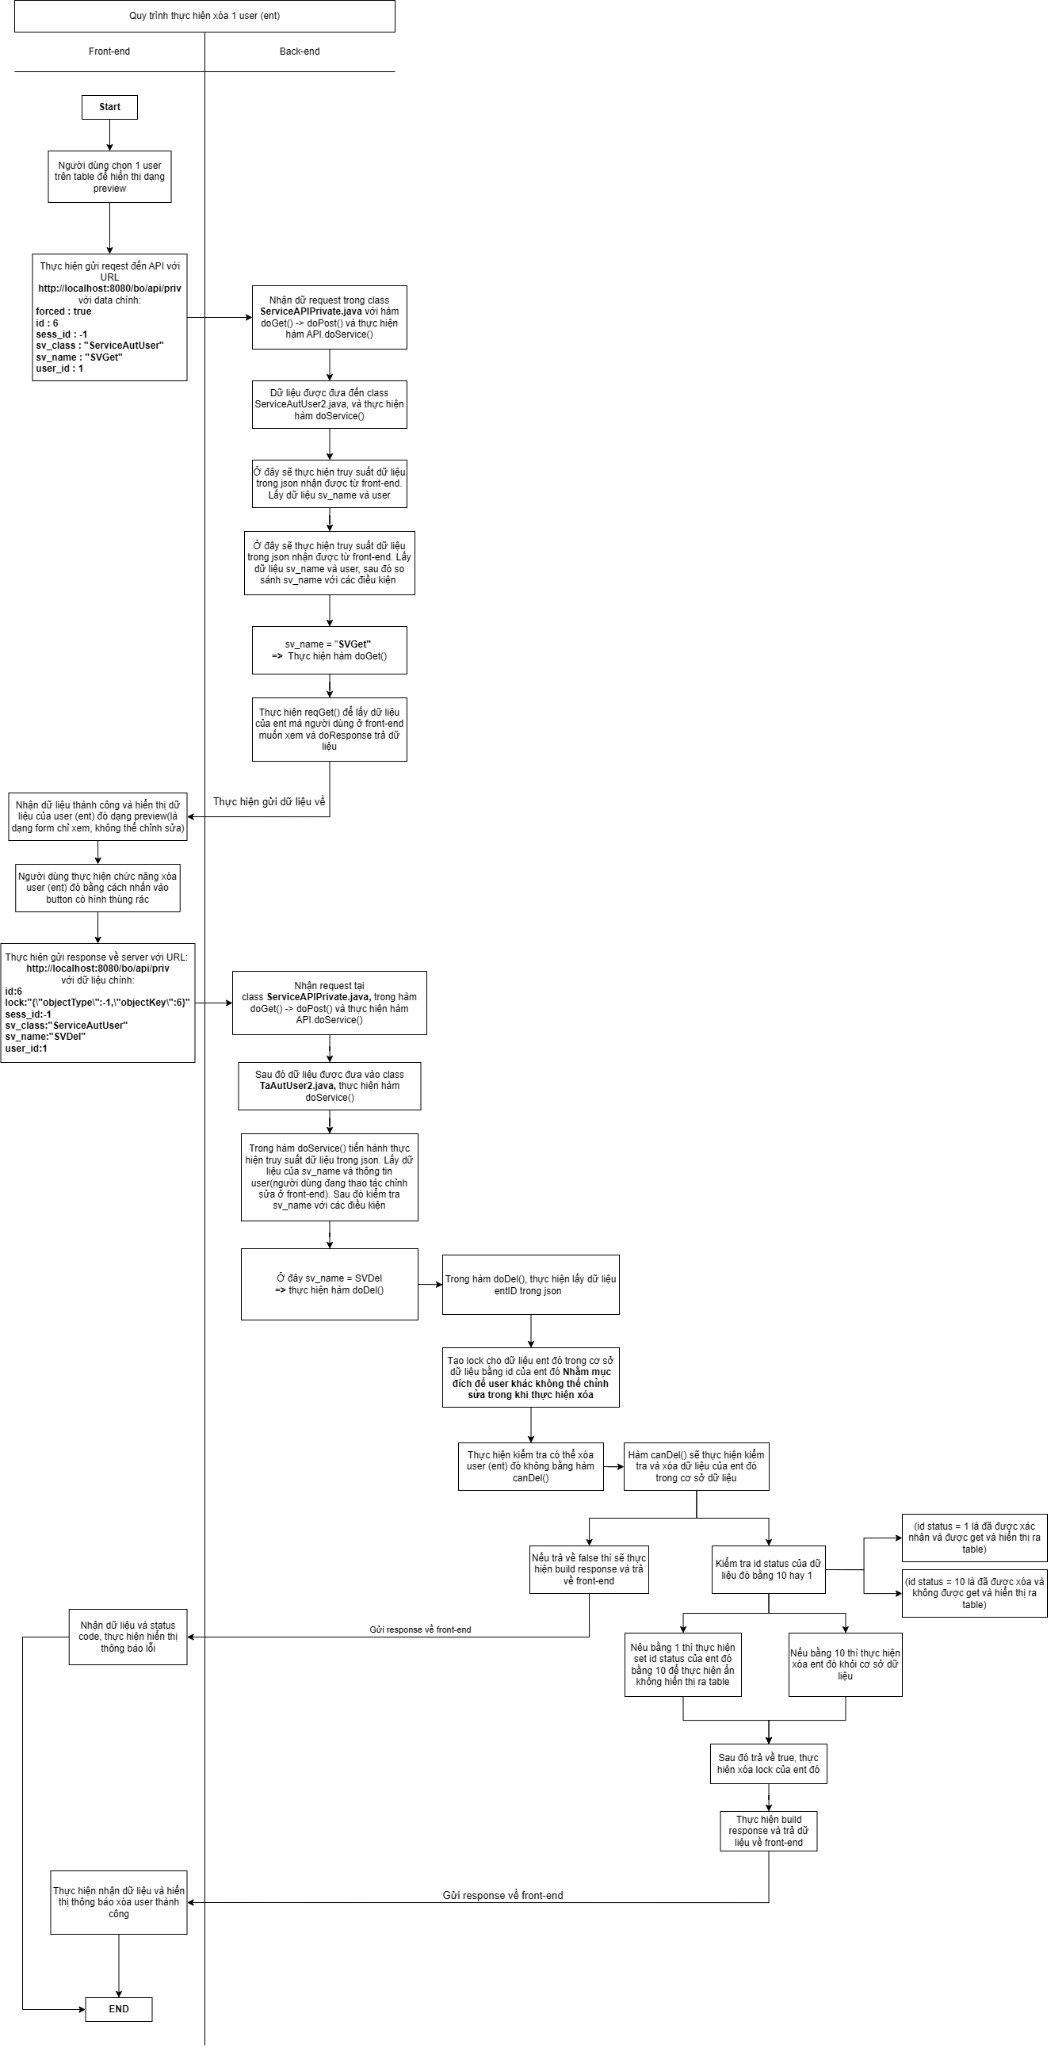 Quy trình thực hiện xóa 1 user (ent)
Front-end
Back-end
Start
Người dùng chọn 1 user
trên table để hiển thị dạng
preview
Thực hiện gửi reqest đến API với
URL
http://localhost:8080/bo/api/priv
với data chính:
forced : true
id : 6
sess_id : -1
sv_class : "ServiceAutUser"
sv_name : "SVGet"
user_id : 1
Nhận dữ request trong class
ServiceAPIPrivate.java với hàm
doGet() -> doPost() và thực hiện
hàm API.doService()
Dữ liệu được đưa đến class
ServiceAutUser2.java, và thực hiện
hàm doService()
Ở đây sẽ thực hiện truy suất dữ liệu
trong json nhận được từ front-end.
Lấy dữ liệu sv_name và user
Ở đây sẽ thực hiện truy suất dữ liệu
trong json nhận được từ front-end. Lấy
dữ liệu sv_name và user, sau đó so
sánh sv_name với các điều kiện
sv_name = "SVGet"
=> Thực hiện hàm doGet()
Thực hiện reqGet() để lấy dữ liệu
của ent mà người dùng ở front-end
muốn xem và doResponse trả dữ
liệu
Thực hiện gửi dữ liệu về
Nhận dữ liệu thành công và hiển thị dữ
liệu của user (ent) đó dạng preview(là
dạng form chỉ xem, không thể chỉnh sửa)
Người dùng thực hiện chức năng xóa
user (ent) đó bằng cách nhấn vào
button có hình thùng rác
Thực hiện gửi response về server với URL:
http://localhost:8080/bo/api/priv
với dữ liệu chính:
id:6
lock:"{\"objectType\":-1,\"objectKey\":6}"
sess_id:-1
sv_class:"ServiceAutUser"
sv_name:"SVDel"
user_id:1
Nhận request tại
class ServiceAPIPrivate.java, trong hàm
doGet() -> doPost() và thực hiện hàm
API.doService()
Sau đó dữ liệu được đưa vào class
TaAutUser2.java, thực hiện hàm
doService()
Trong hàm doService() tiến hành thực
hiện truy suất dữ liệu trong json. Lấy dữ
liệu của sv_name và thông tin
user(người dùng đang thao tác chỉnh
sửa ở front-end). Sau đó kiểm tra
sv_name với các điều kiện
Ở đây sv_name = SVDel
=> thực hiện hàm doDel()
Trong hàm doDel(), thực hiện lấy dữ liệu
entID trong json
Tạo lock cho dữ liệu ent đó trong cơ sở
dữ liệu bằng id của ent đó Nhằm mục
đích để user khác không thể chỉnh
sửa trong khi thực hiện xóa
Thực hiện kiểm tra có thể xóa
user (ent) đó không bằng hàm
canDel()
Hàm canDel() sẽ thực hiện kiểm
tra và xóa dữ liệu của ent đó
trong cơ sở dữ liệu
Nếu trả về false thì sẽ thực
hiện build response và trả
về front-end
Kiểm tra id status của dữ
liệu đó bằng 10 hay 1
(id status = 1 là đã được xác
nhận và được get và hiển thị ra
table)
(id status = 10 là đã được xóa và
không được get và hiển thị ra
table)
Gửi response về front-end
Nhận dữ liệu và status
code, thực hiện hiển thị
thông báo lỗi
Nếu bằng 1 thì thực hiện
set id status của ent đó
bằng 10 để thực hiện ẩn
không hiển thị ra table
Nếu bằng 10 thì thực hiện
xóa ent đó khỏi cơ sở dữ
liệu
Sau đó trả về true, thực
hiện xóa lock của ent đó
Thực hiện build
response và trả dữ
liệu về front-end
Gửi response về front-end
Thực hiện nhận dữ liệu và hiển
thị thông báo xóa user thành
công
END